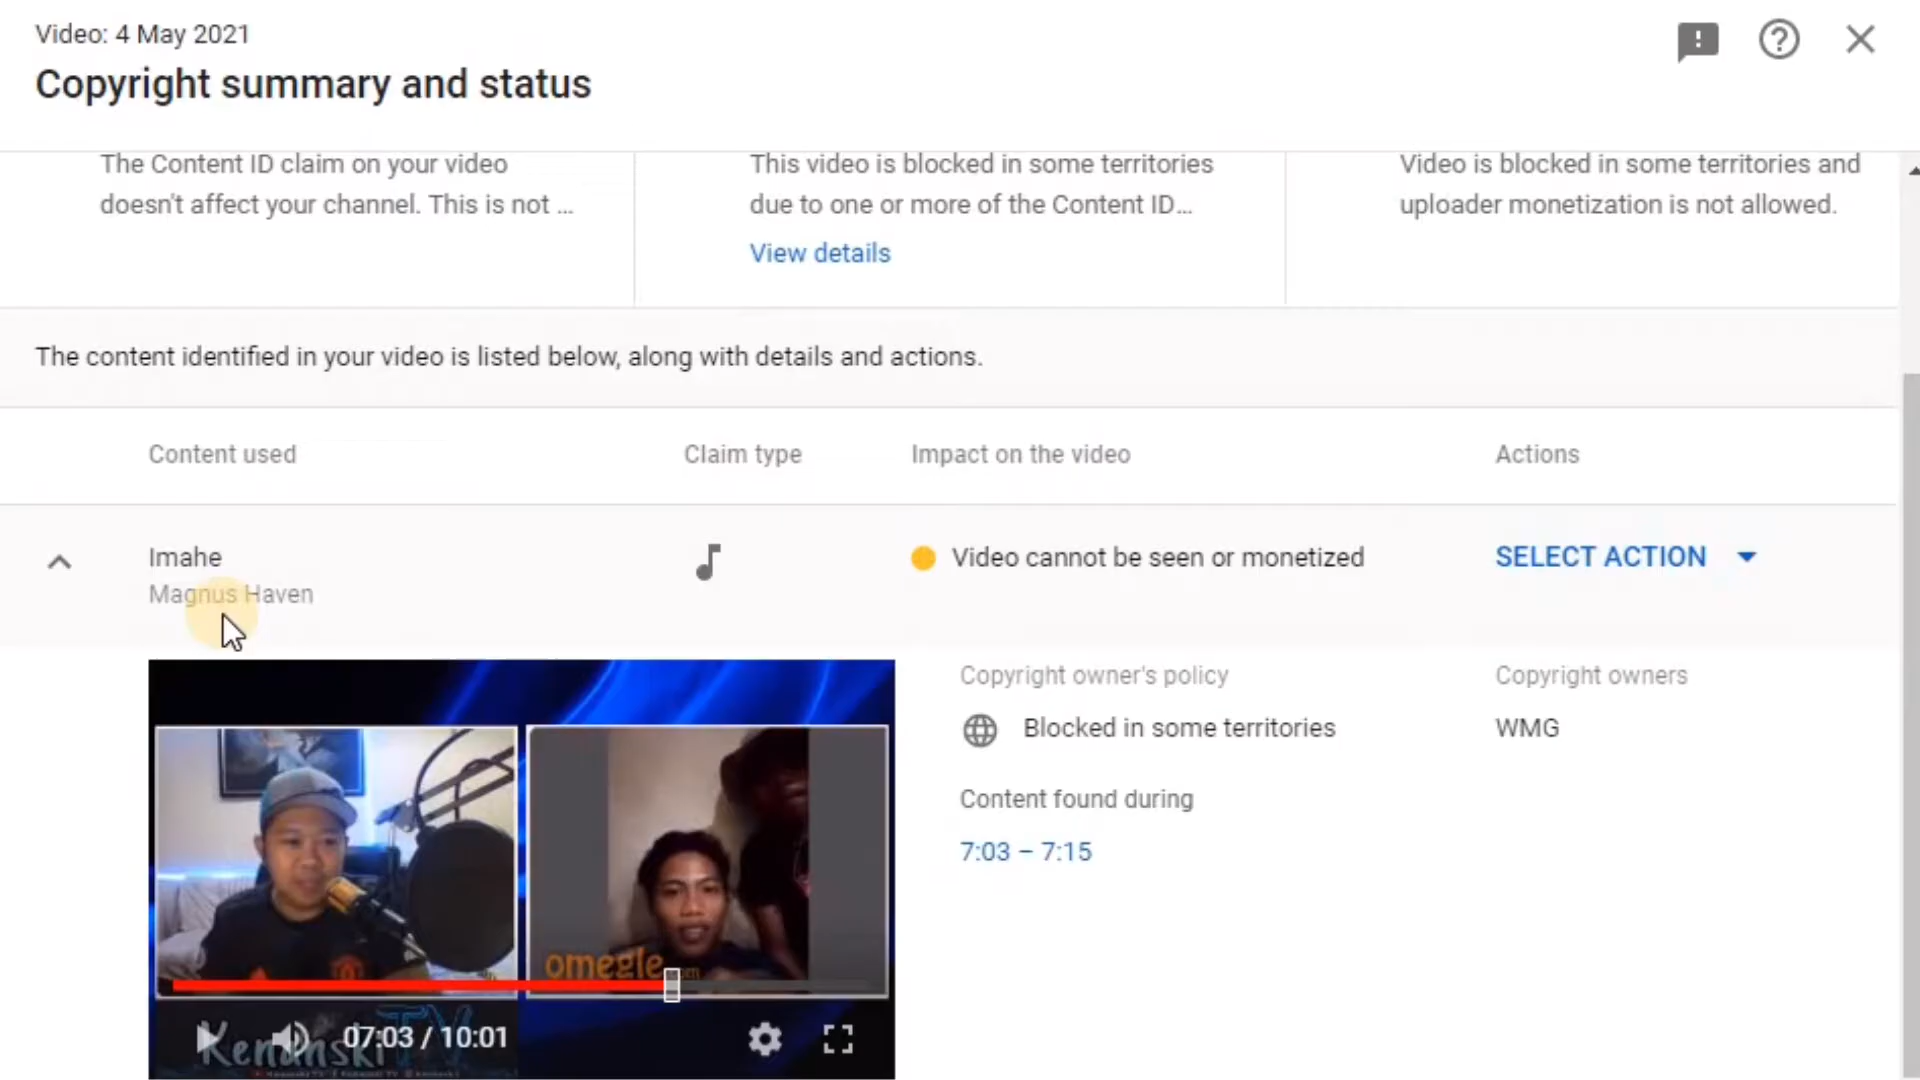 Video: 4 May 2021
Copyright summary and status
The Content ID claim on your video
doesn't affect your channel. This is not ...
This video is blocked in some territories
due to one or more of the Content ID...
View details
Video is blocked in some territories and
uploader monetization is not allowed.
The content identified in your video is listed below, along with details and actions.
Content used
Claim type
Impact on the video
Actions
Imahe
Magnus Haven
Video cannot be seen or monetized
SELECT ACTION
Copyright owner's policy
Blocked in some territories
Copyright owners
WMG
Content found during
7:03 – 7:15
omegle
07:03 / 10:01
Kenanski TV